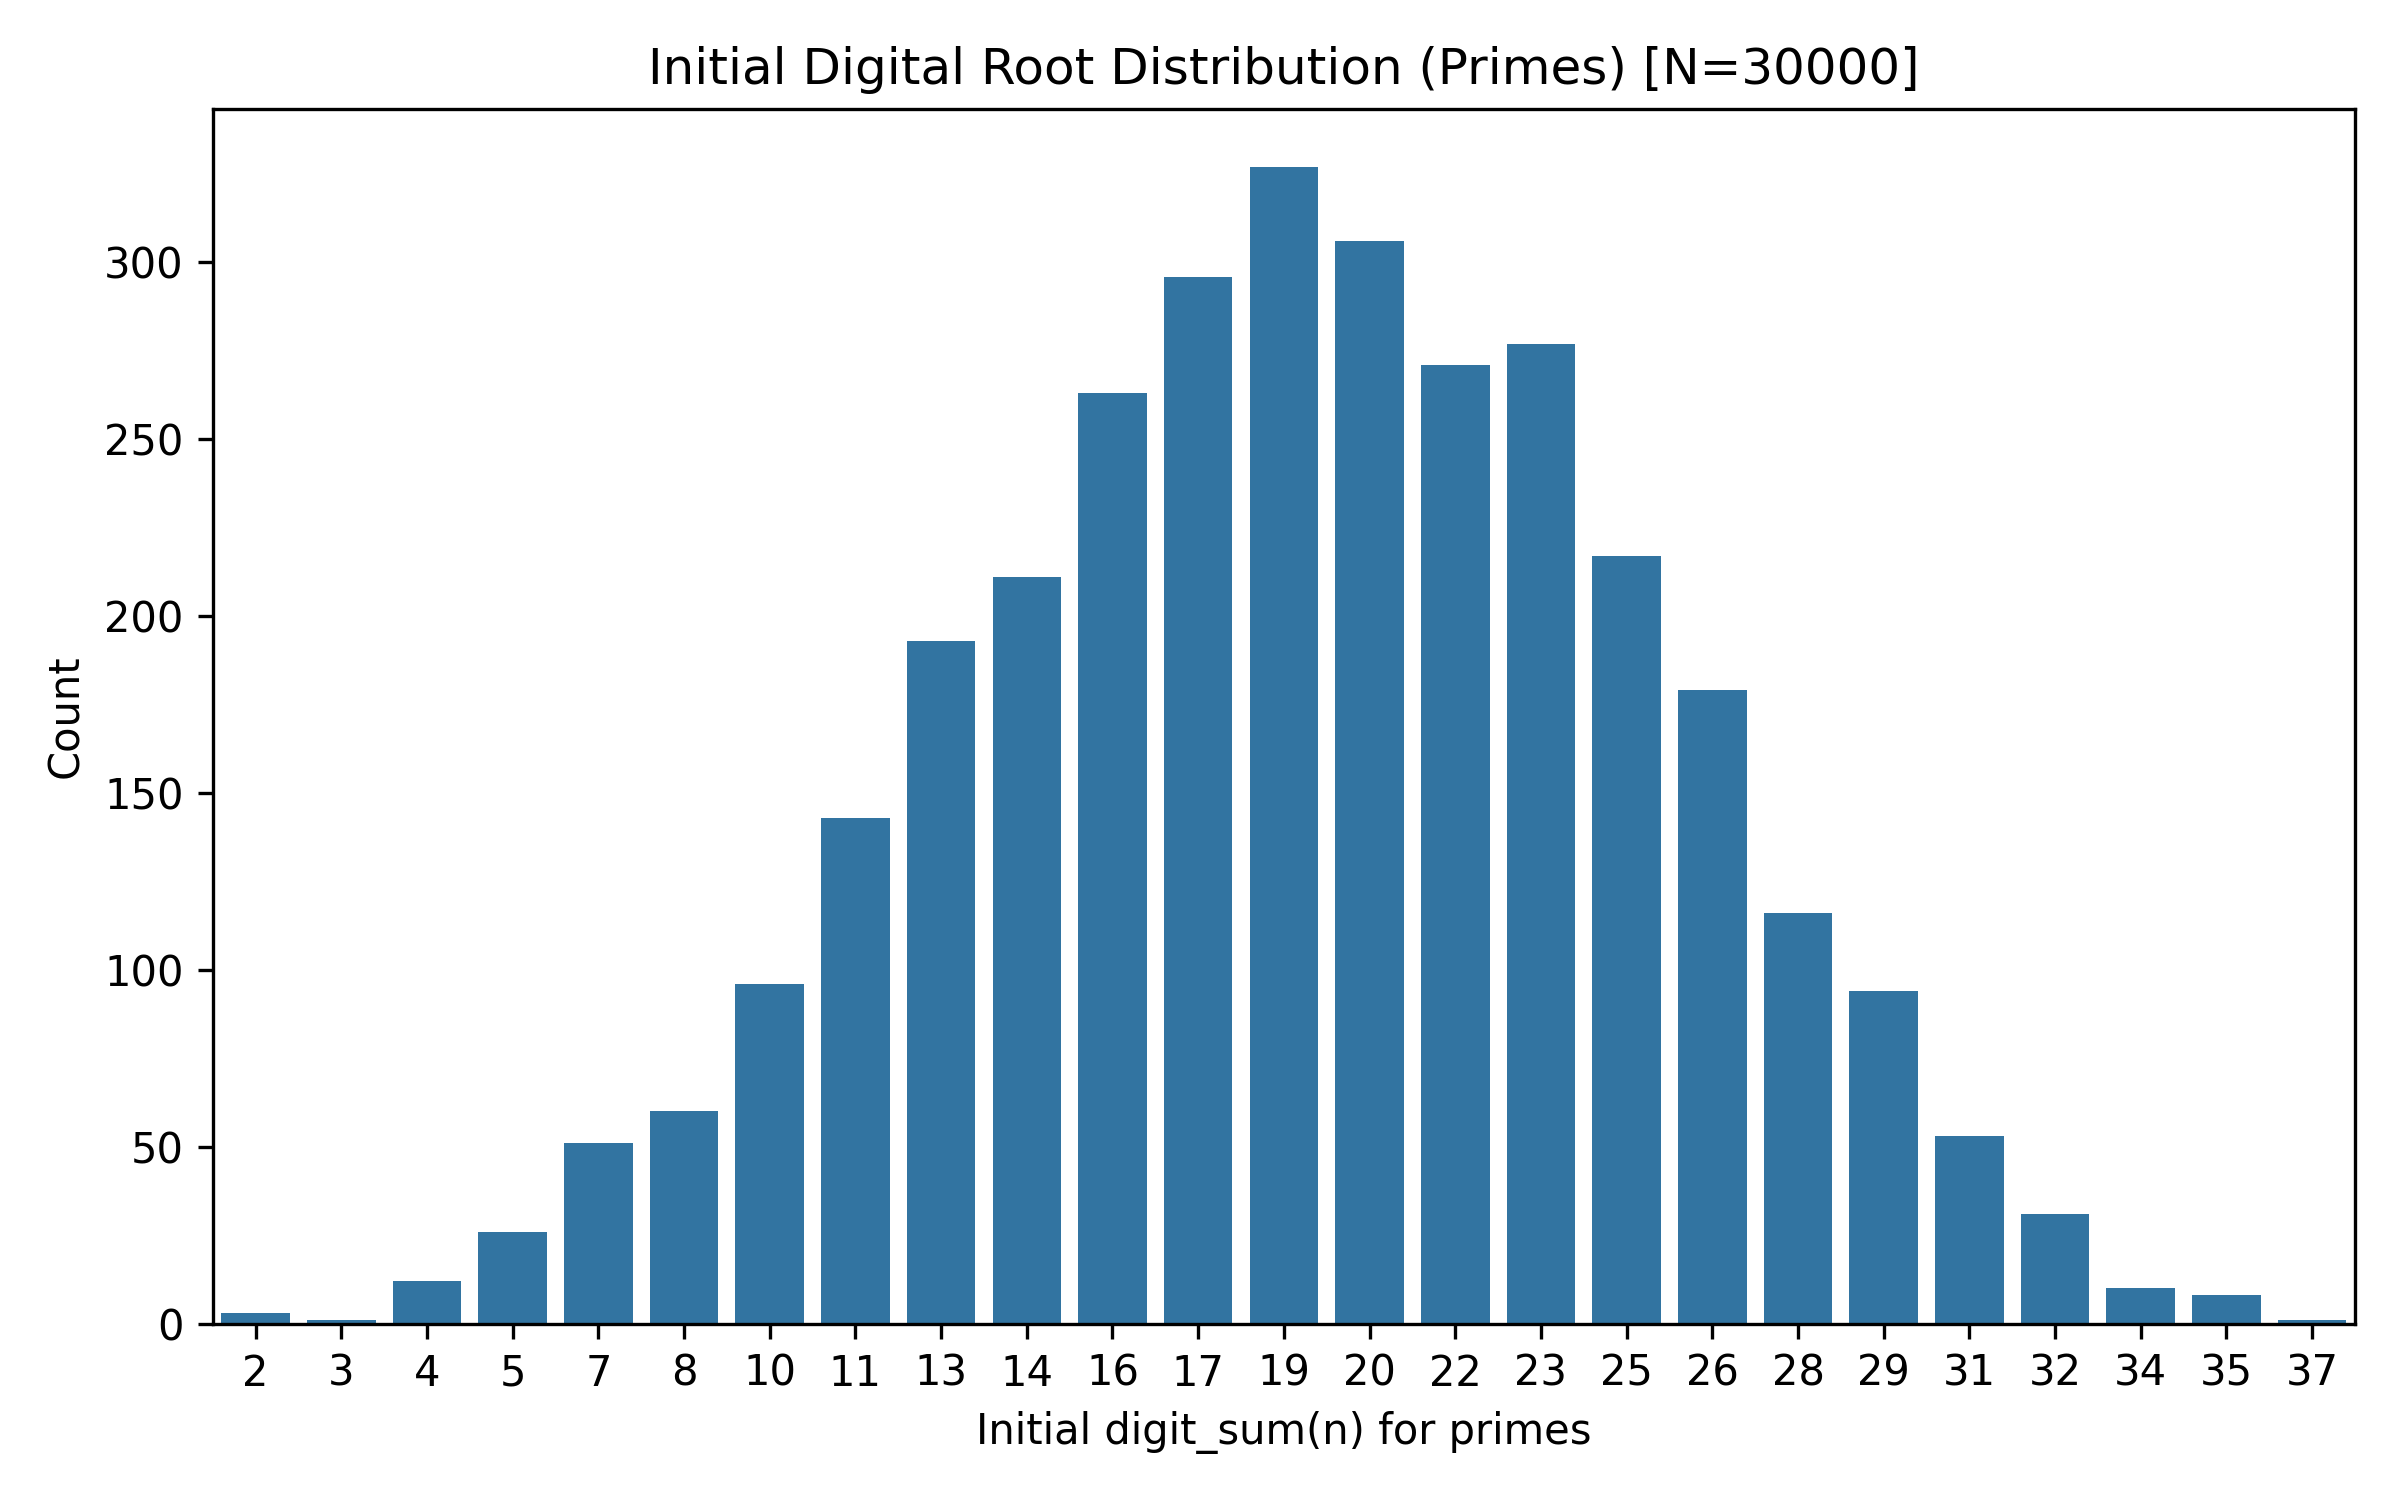 Initial Digital Root Distribution (Primes) [N=30000]
Count
300
250
200
150
100
50
0
2 3 4 5 7 8 10 11 13 14 16 17 19 20 22 23 25 26 28 29 31 32 34 35 37
Initial digit_sum(n) for primes